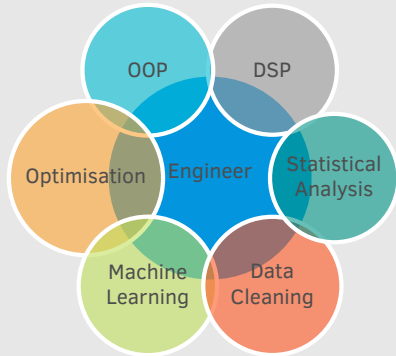 OOP
DSP
Optimisation
Engineer
Statistical
Analysis
Machine
Learning
Data
Cleaning